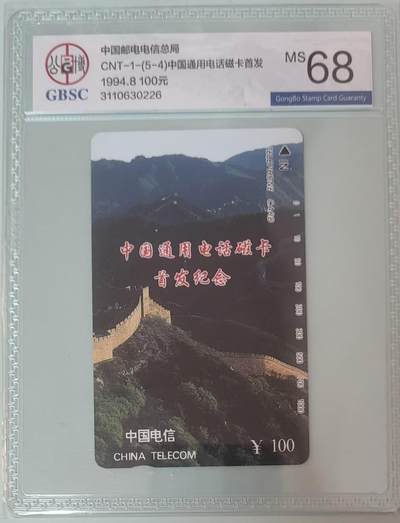 中国邮电电信总局
CNT-1-(5-4)中国通用电话磁卡首发
1994.8 100元
3110630226
GBSC
MS 68
GongBo Stamp Card Guaranty
中国通用电话磁卡
首发纪念
中国电信
CHINA TELECOM
¥ 100